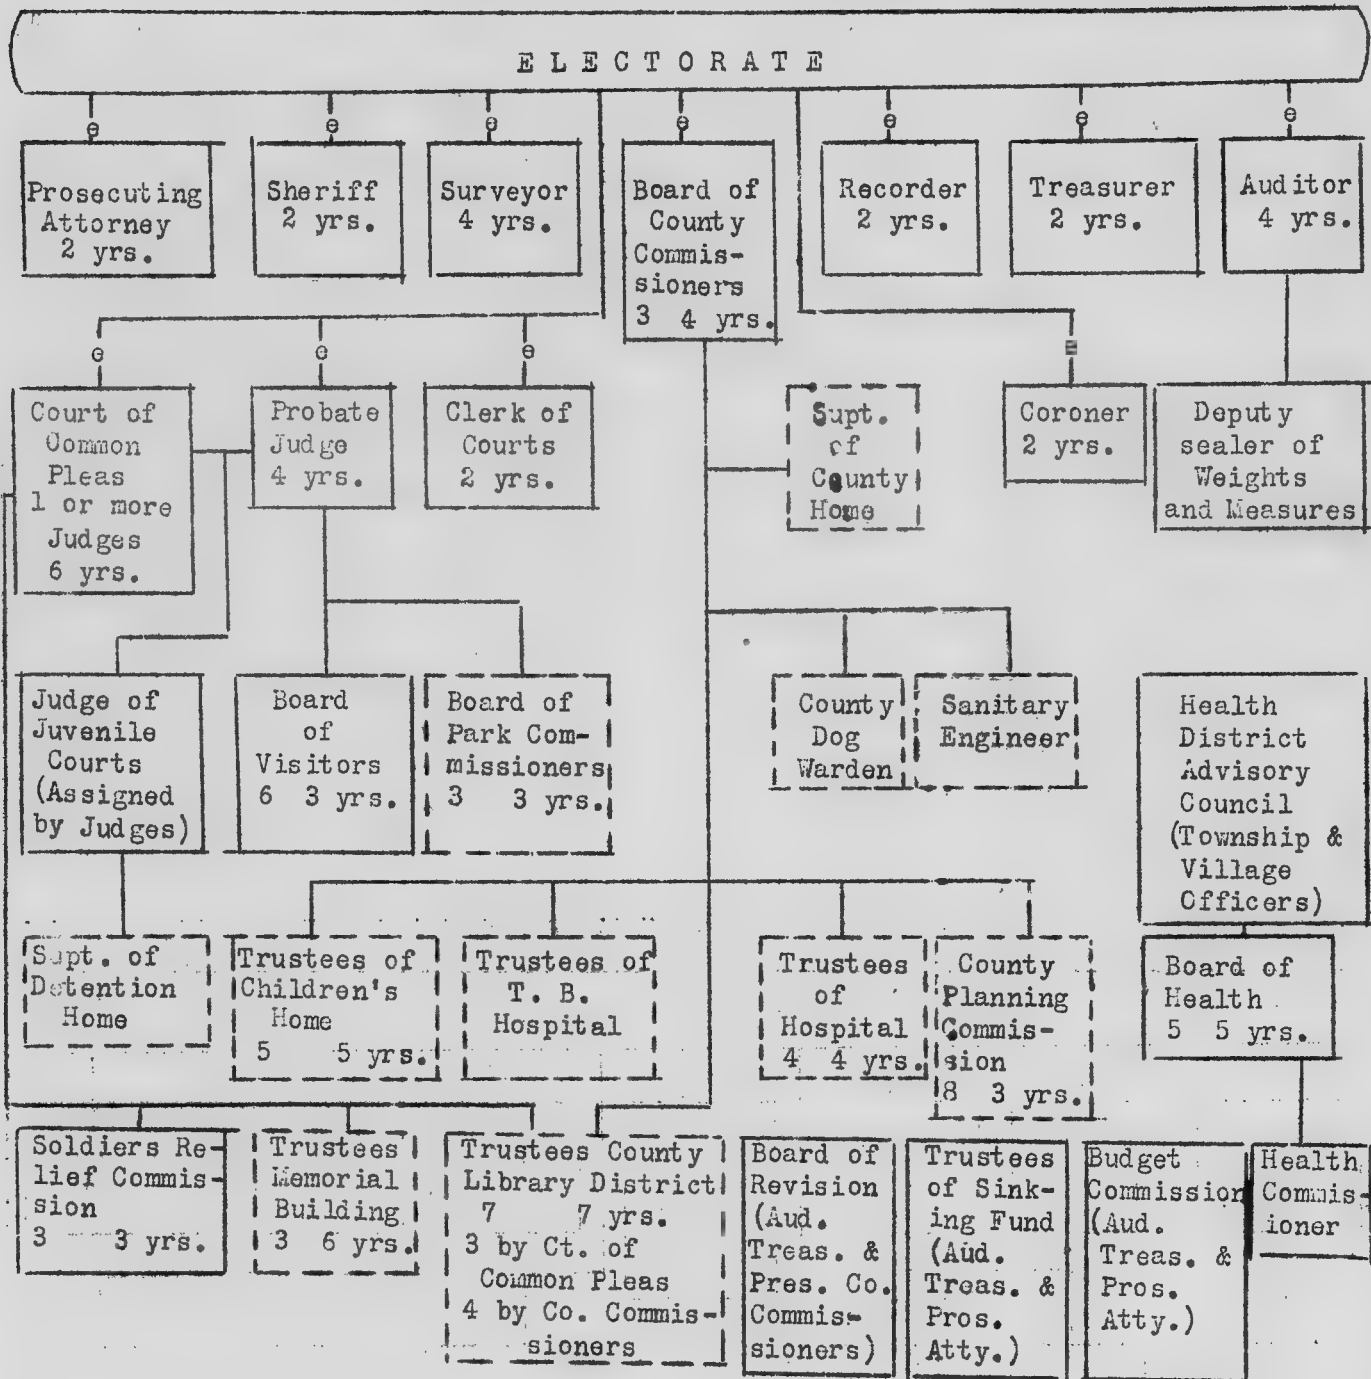 E L E C T O R A T E
e e e e e e e
Prosecuting
Attorney
2 yrs.
Sheriff
2 yrs.
Surveyor
4 yrs.
Board of
County
Commis-
sioners
3 4 yrs.
Recorder
2 yrs.
Treasurer
2 yrs.
Auditor
4 yrs.
e e e
Court of
Common
Pleas
1 or more
Judges
6 yrs.
Probate
Judge
4 yrs.
Clerk of
Courts
2 yrs.
Supt.
of
County
Home
Coroner
2 yrs.
Deputy
sealer of
Weights
and Measures
Judge of
Juvenile
Courts
(Assigned
by Judges)
Board
of
Visitors
6 3 yrs.
Board of
Park Com-
missioners
3 3 yrs.
County
Dog
Warden
Sanitary
Engineer
Health
District
Advisory
Council
(Township &
Village
Officers)
Supt. of
Detention
Home
Trustees of
Children's
Home
5 5 yrs.
Trustees of
T. B.
Hospital
Trustees
of
Hospital
4 4 yrs.
County
Planning
Commis-
sion
8 3 yrs.
Board of
Health
5 5 yrs.
Soldiers Re-
lief Commis-
sion
3 3 yrs.
Trustees
Memorial
Building
3 6 yrs.
Trustees County
Library District
7 7 yrs.
3 by Ct. of
Common Pleas
4 by Co. Commis-
sioners
Board of
Revision
(Aud.
Treas. &
Pres. Co.
Commis-
sioners)
Trustees
of Sink-
ing Fund
(Aud.
Treas. &
Pros.
Atty.)
Budget
Commission
(Aud.
Treas. &
Pros.
Atty.)
Health
Commis-
ioner